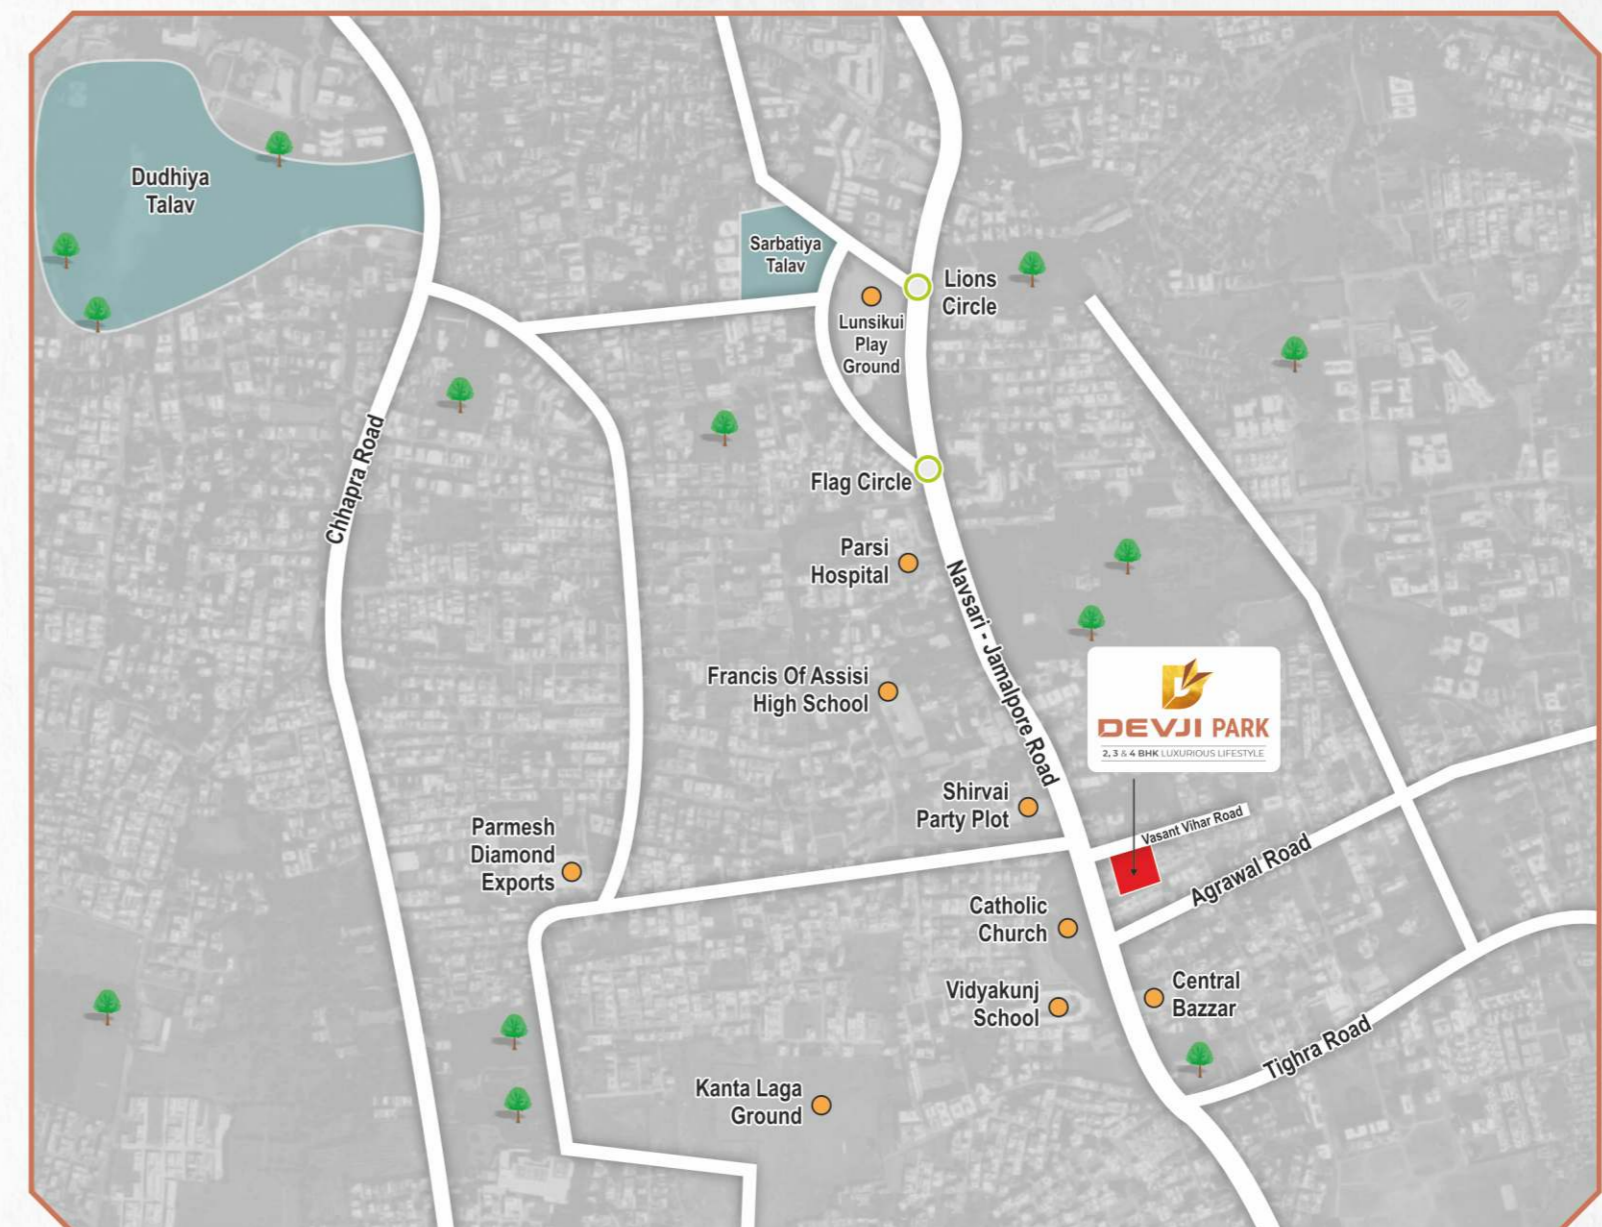 Dudhiya
Talav
Sarbatiya
Talav
Lions
Circle
Lunsikui
Play
Ground
Chhapra Road
Flag Circle
Parsi
Hospital
Navsari - Jamalpore Road
Francis Of Assisi
High School
DEVJI PARK
2, 3 & 4 BHK LUXURIOUS LIFESTYLE
Shirvai
Party Plot
Vasant Vihar Road
Parmesh
Diamond
Exports
Agrawal Road
Catholic
Church
Vidyakunj
School
Central
Bazzar
Tighra Road
Kanta Laga
Ground